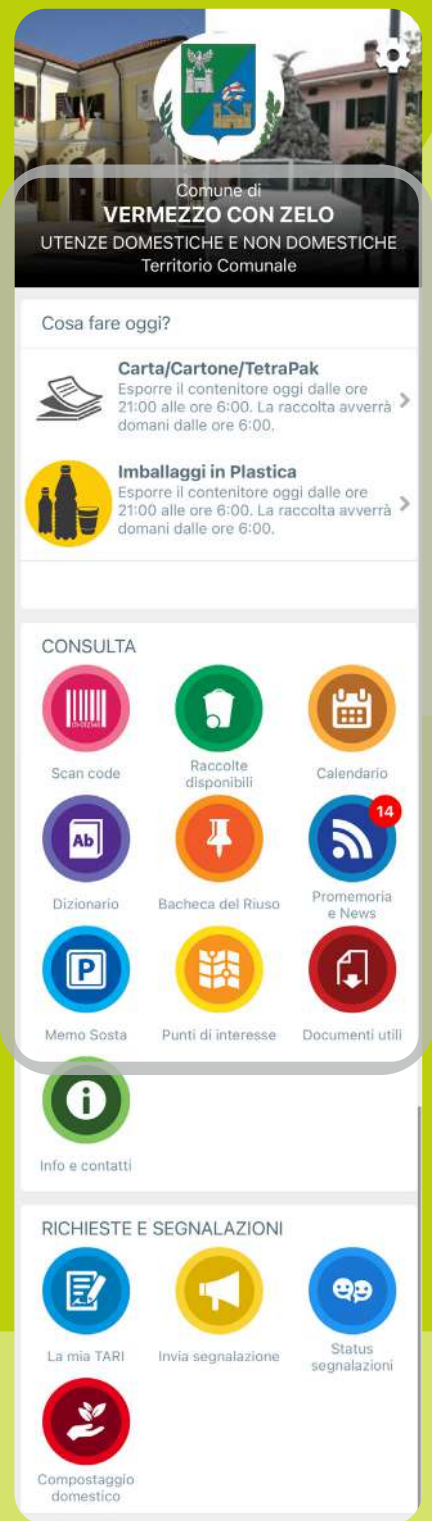 Comune di
VERMEZZO CON ZELO
UTENZE DOMESTICHE E NON DOMESTICHE
Territorio Comunale
Cosa fare oggi?
Carta/Cartone/TetraPak
Esporre il contenitore oggi dalle ore
21:00 alle ore 6:00. La raccolta avverrà
domani dalle ore 6:00.
Imballaggi in Plastica
Esporre il contenitore oggi dalle ore
21:00 alle ore 6:00. La raccolta avverrà
domani dalle ore 6:00.
CONSULTA
Scan code
Raccolte
disponibili
Calendario
Ab
14
Dizionario
Bacheca del Riuso
Promemoria
e News
P
Memo Sosta
Punti di interesse
Documenti utili
i
Info e contatti
RICHIESTE E SEGNALAZIONI
La mia TARI
Invia segnalazione
Status
segnalazioni
Compostaggio
domestico